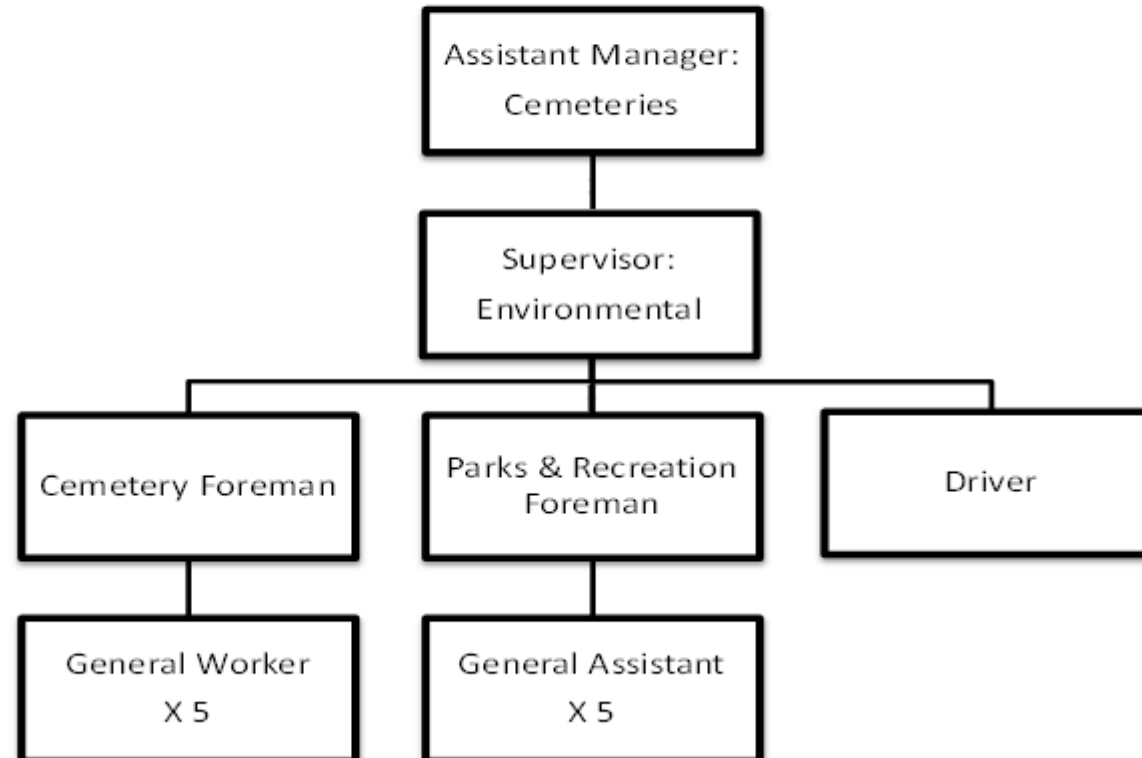 Assistant Manager:
Cemeteries
Supervisor:
Environmental
Cemetery Foreman
Parks & Recreation
Foreman
Driver
General Worker
X 5
General Assistant
X 5